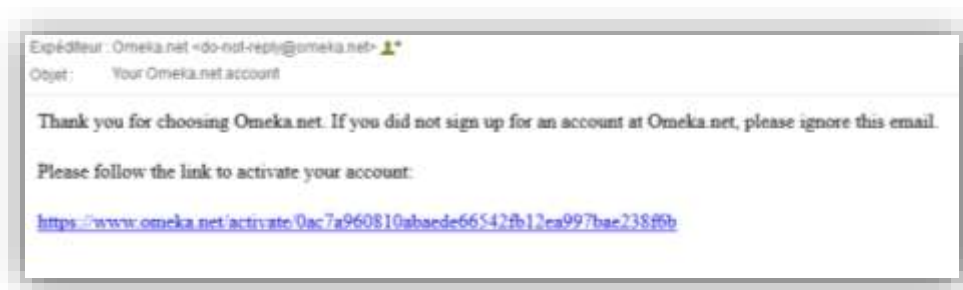 Expéditeur : Omeka.net <do-not-reply@omeka.net>
Objet : Your Omeka.net account
Thank you for choosing Omeka.net. If you did not sign up for an account at Omeka.net, please ignore this email.
Please follow the link to activate your account:
https://www.omeka.net/activate/0ac7a960810abaede66542fb12ea997bae238ff6b